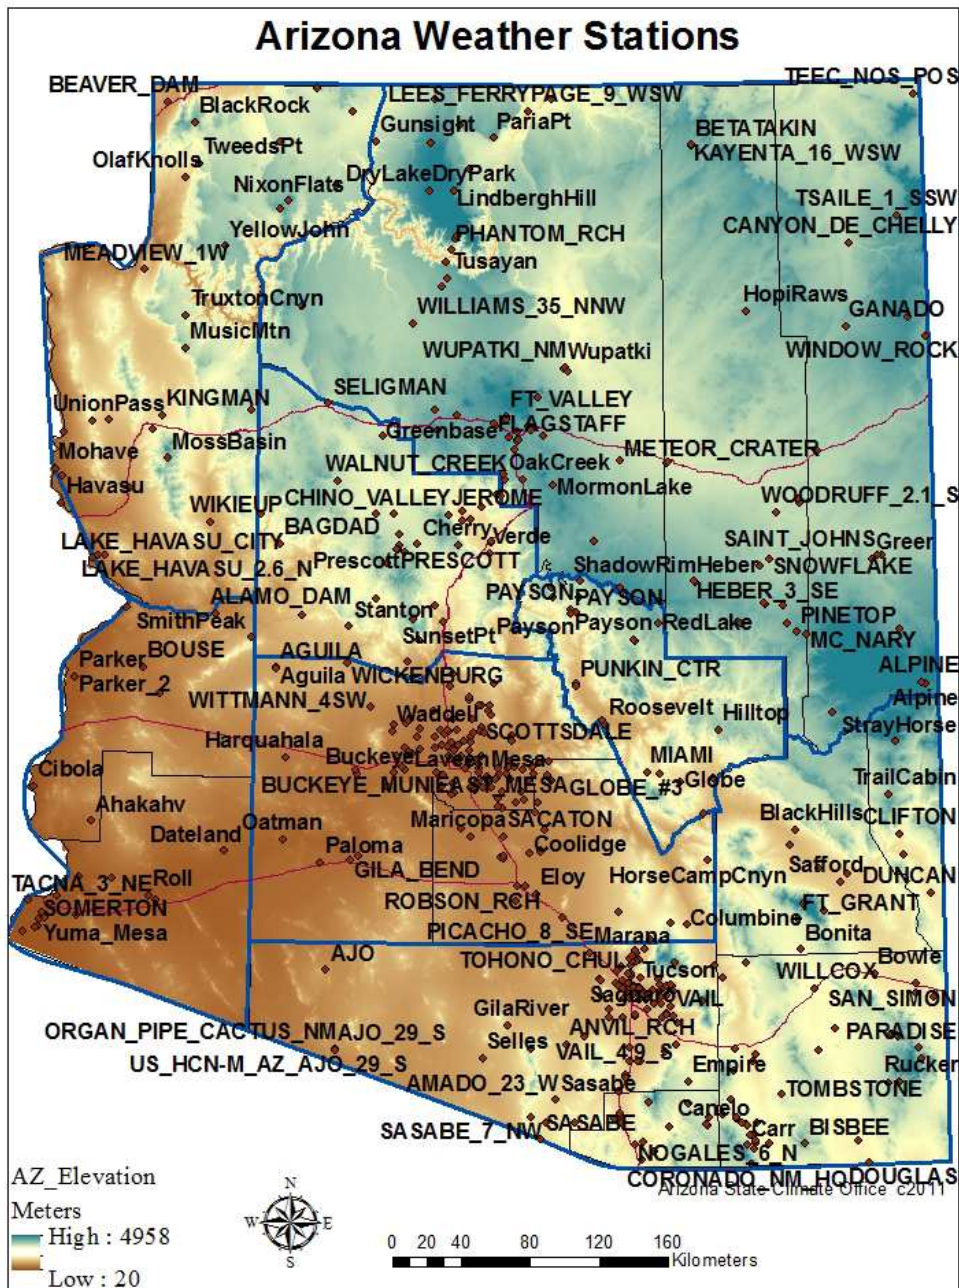 Arizona Weather Stations
BEAVER_DAM
TEEC_NOS_POS
BlackRock
LEES_FERRYPAGE_9_WSW
Gunsight
PariaPt
BETATAKIN
TweedsPt
KAYENTA_16_WSW
OlafKnolls
DryLakeDryPark
NixonFlats
LindberghHill
TSAILE_1_SSW
CANYON_DE_CHELLY
YellowJohn
PHANTOM_RCH
MEADVIEW_1W
Tusayan
TruxtonCnyn
HopiRaws
WILLIAMS_35_NNW
GANADO
MusicMtn
WUPATKI_NM
Wupatki
WINDOW_ROCK
SELIGMAN
KINGMAN
UnionPass
FT_VALLEY
Greenbase
FLAGSTAFF
MossBasin
Mohave
METEOR_CRATER
WALNUT_CREEK
OakCreek
Havasu
MormonLake
WIKIEUP
CHINO_VALLEY
JEROME
WOODRUFF_2.1_S
BAGDAD
Cherry
Verde
LAKE_HAVASU_CITY
SAINT_JOHNS
Greer
Prescott
PRESCOTT
ShadowRim
Heber
SNOWFLAKE
LAKE_HAVASU_2.6_N
PAYSON
PAYSON
HEBER_3_SE
ALAMO_DAM
Stanton
SmithPeak
SunsetPt
Payson
Payson
RedLake
PINETOP
MC_NARY
BOUSE
AGUILA
Parker
Aguila
WICKENBURG
PUNKIN_CTR
ALPINE
Parker_2
WITTMANN_4SW
Roosevelt
Hilltop
Alpine
Waddell
StrayHorse
SCOTTSDALE
Harquahala
Buckeye
LaveenMesa
MIAMI
Cibola
BUCKEYE_MUNI
EAST_MESA
GLOBE_#3
Globe
TrailCabin
Ahakahv
BlackHills
CLIFTON
Dateland
Oatman
Maricopa
SACATON
Coolidge
Paloma
Safford
GILA_BEND
Eloy
HorseCampCnyn
DUNCAN
TACNA_3_NE
Roll
ROBSON_RCH
FT_GRANT
SOMERTON
Columbine
Yuma_Mesa
PICACHO_8_SE
Marana
Bonita
AJO
TOHONO_CHUL
Tucson
WILLCOX
Bowie
Saguaro
VAIL
SAN_SIMON
GilaRiver
ANVIL_RCH
ORGAN_PIPE_CACTUS_NM
AJO_29_S
Selles
PARADISE
VAIL_4.9_S
US_HCN-M_AZ_AJO_29_S
Empire
Rucker
AMADO_23_W
Sasabe
TOMBSTONE
Canelo
SASABE_7_NW
SASABE
Carr
BISBEE
NOGALES_6_N
CORONADO_NM_HQ
DOUGLAS
Arizona State Climate Office c2011
AZ_Elevation
Meters
High : 4958
Low : 20
N
W
E
S
0 20 40 80 120 160
Kilometers